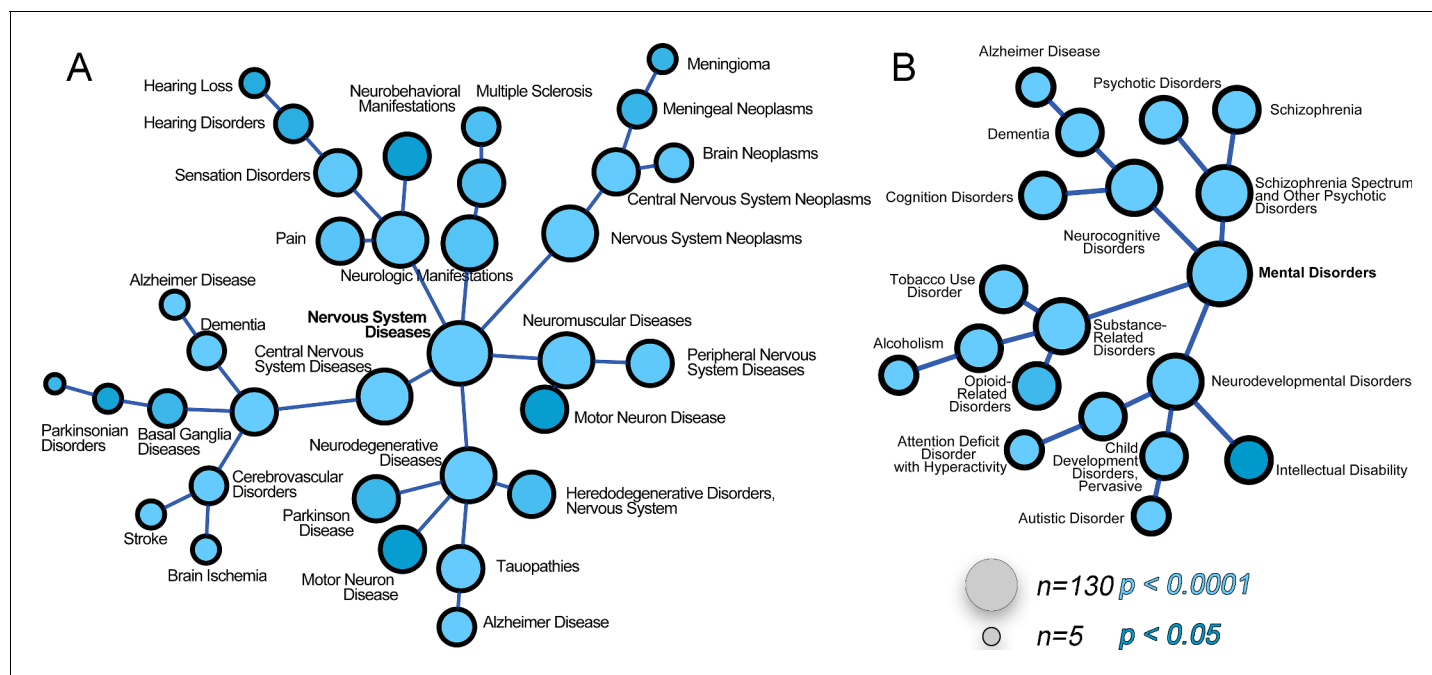 A
Hearing Loss
Hearing Disorders
Sensation Disorders
Pain
Neurobehavioral
Manifestations
Multiple Sclerosis
Neurologic Manifestations
Meningioma
Meningeal Neoplasms
Brain Neoplasms
Central Nervous System Neoplasms
Nervous System Neoplasms
Nervous System
Diseases
Alzheimer Disease
Dementia
Central Nervous
System Diseases
Parkinsonian
Disorders
Basal Ganglia
Diseases
Cerebrovascular
Disorders
Stroke
Brain Ischemia
Neuromuscular Diseases
Peripheral Nervous
System Diseases
Motor Neuron Disease
Neurodegenerative
Diseases
Parkinson
Disease
Motor Neuron
Disease
Heredodegenerative Disorders,
Nervous System
Tauopathies
Alzheimer Disease
B
Alzheimer Disease
Psychotic Disorders
Schizophrenia
Dementia
Cognition Disorders
Neurocognitive
Disorders
Schizophrenia Spectrum
and Other Psychotic
Disorders
Mental Disorders
Tobacco Use
Disorder
Alcoholism
Substance-
Related
Disorders
Opioid-
Related
Disorders
Neurodevelopmental Disorders
Attention Deficit
Disorder
with Hyperactivity
Child
Development
Disorders,
Pervasive
Intellectual Disability
Autistic Disorder
n=130 p < 0.0001
n=5 p < 0.05